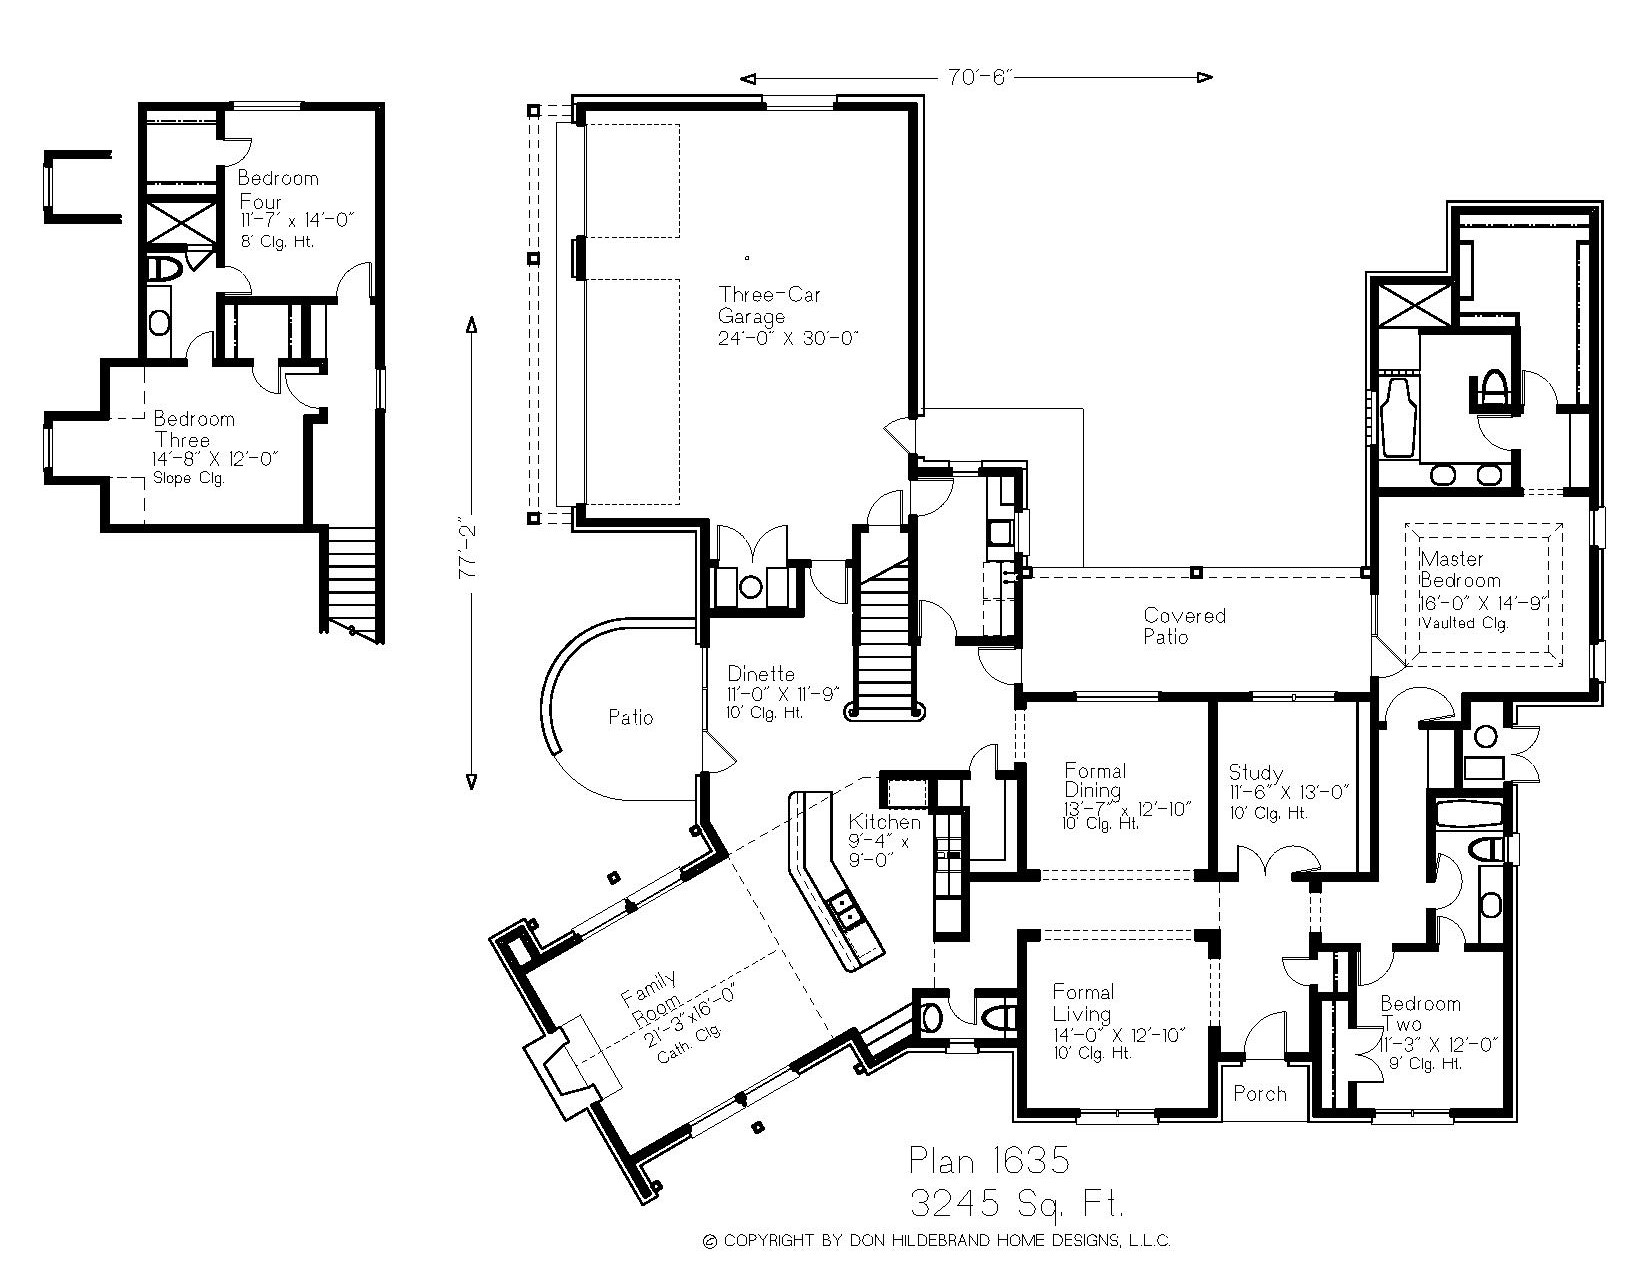 70'-6"
Bedroom
Four
11'-7' x 14'-0"
8' Clg. Ht.
Three-Car
Garage
24'-0" X 30'-0"
Bedroom
Three
14'-8" X 12'-0"
Slope Clg.
77'-2"
Master
Bedroom
16'-0" X 14'-9"
Vaulted Clg.
Covered
Patio
Dinette
11'-0" X 11'-9"
10' Clg. Ht.
Patio
Formal
Dining
13'-7" x 12'-10"
10' Clg. Ht.
Study
11'-6" X 13'-0"
10' Clg. Ht.
Kitchen
9'-4" x
9'-0"
Family
Room
21'-3"x16'-0"
Cath. Clg.
Formal
Living
14'-0" X 12'-10"
10' Clg. Ht.
Bedroom
Two
11'-3" X 12'-0"
9' Clg. Ht.
Porch
Plan 1635
3245 Sq. Ft.
© COPYRIGHT BY DON HILDEBRAND HOME DESIGNS, L.L.C.